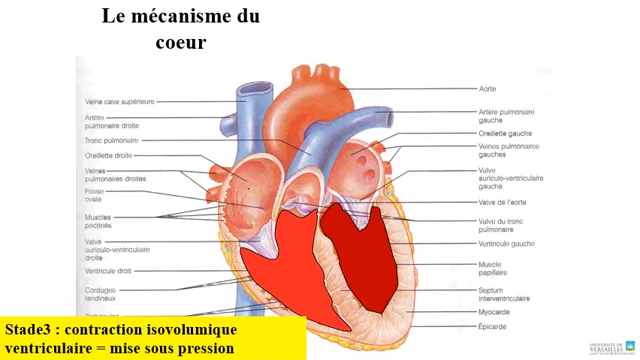 Le mécanisme du
coeur
Veine cave supérieure
Artère
pulmonaire droite
Tronc pulmonaire
Oreillette droite
Veines
pulmonaires droites
Fosse
ovale
Muscles
pectinés
Valve
auriculo-ventriculaire
droite
Ventricule droit
Cordages
tendineux
Aorte
Artère pulmonaire
gauche
Oreillette gauche
Veines pulmonaires
gauches
Valve
auriculo-ventriculaire
gauche
Valve de l'aorte
Valve du tronc
pulmonaire
Ventricule gauche
Muscle
papillaire
Septum
interventriculaire
Myocarde
Épicarde
Stade3 : contraction isovolumique
ventriculaire = mise sous pression
UNIVERSITÉ DE
VERSAILLES